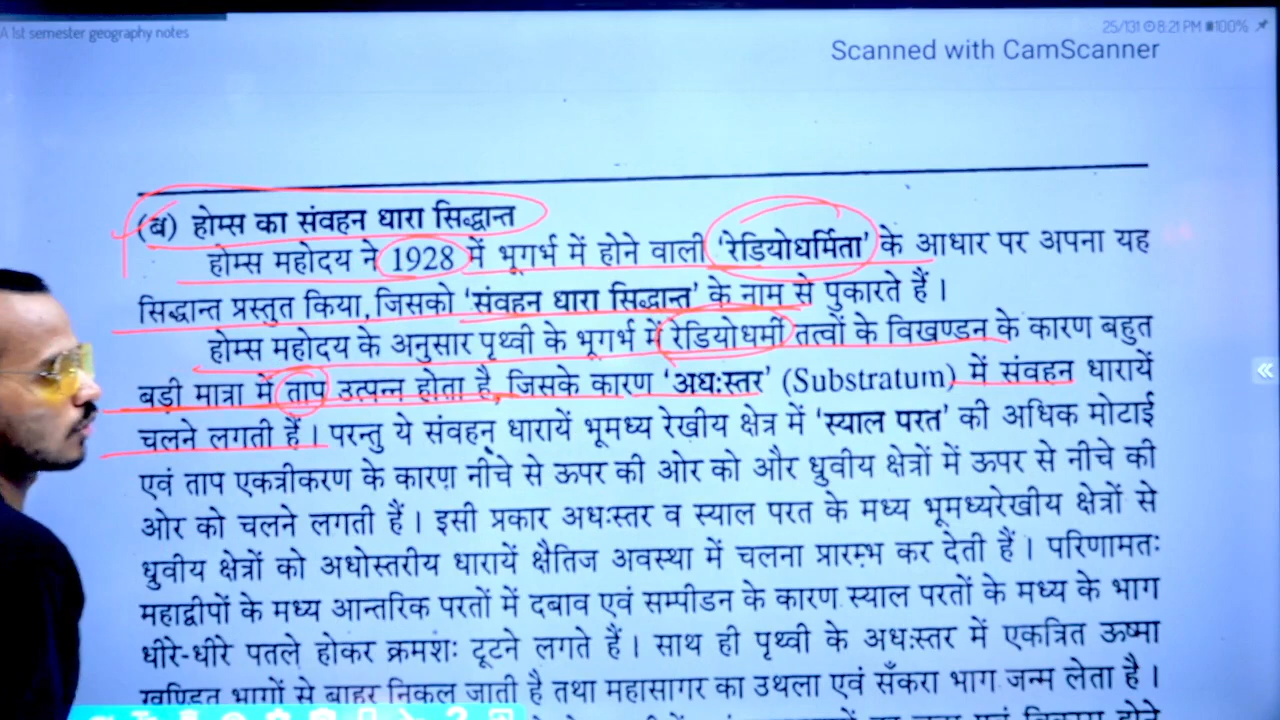 A 1st semester geography notes
25/131 8:21 PM 100%
Scanned with CamScanner
(ब) होम्स का संवहन धारा सिद्धान्त
होम्स महोदय ने 1928 में भूगर्भ में होने वाली 'रेडियोधर्मिता' के आधार पर अपना यह
सिद्धान्त प्रस्तुत किया, जिसको 'संवहन धारा सिद्धान्त' के नाम से पुकारते हैं।
होम्स महोदय के अनुसार पृथ्वी के भूगर्भ में रेडियोधर्मी तत्वों के विखण्डन के कारण बहुत
बड़ी मात्रा में ताप उत्पन्न होता है, जिसके कारण 'अधःस्तर' (Substratum) में संवहन धारायें
चलने लगती हैं। परन्तु ये संवहन धारायें भूमध्य रेखीय क्षेत्र में 'स्याल परत' की अधिक मोटाई
एवं ताप एकत्रीकरण के कारण नीचे से ऊपर की ओर को और ध्रुवीय क्षेत्रों में ऊपर से नीचे की
ओर को चलने लगती हैं। इसी प्रकार अधःस्तर व स्याल परत के मध्य भूमध्यरेखीय क्षेत्रों से
ध्रुवीय क्षेत्रों को अधोस्तरीय धारायें क्षैतिज अवस्था में चलना प्रारम्भ कर देती हैं। परिणामतः
महाद्वीपों के मध्य आन्तरिक परतों में दबाव एवं सम्पीडन के कारण स्याल परतों के मध्य के भाग
धीरे-धीरे पतले होकर क्रमशः टूटने लगते हैं। साथ ही पृथ्वी के अधःस्तर में एकत्रित ऊष्मा
खण्डित भागों से बाहर निकल जाती है तथा महासागर का उथला एवं सँकरा भाग जन्म लेता है।